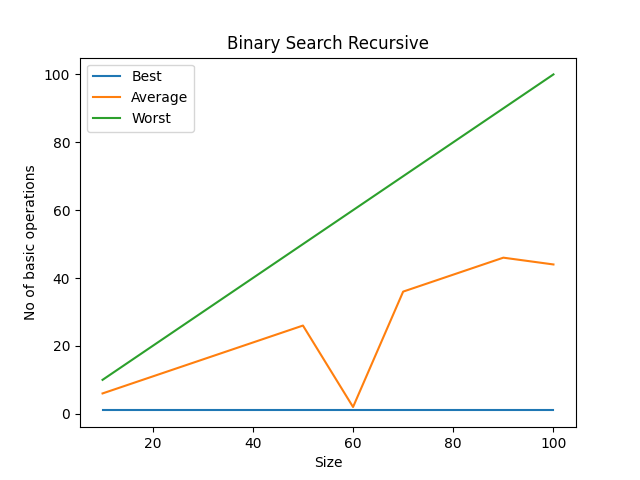 Binary Search Recursive
Best
Average
Worst
100
80
60
40
20
0
No of basic operations
20 40 60 80 100
Size